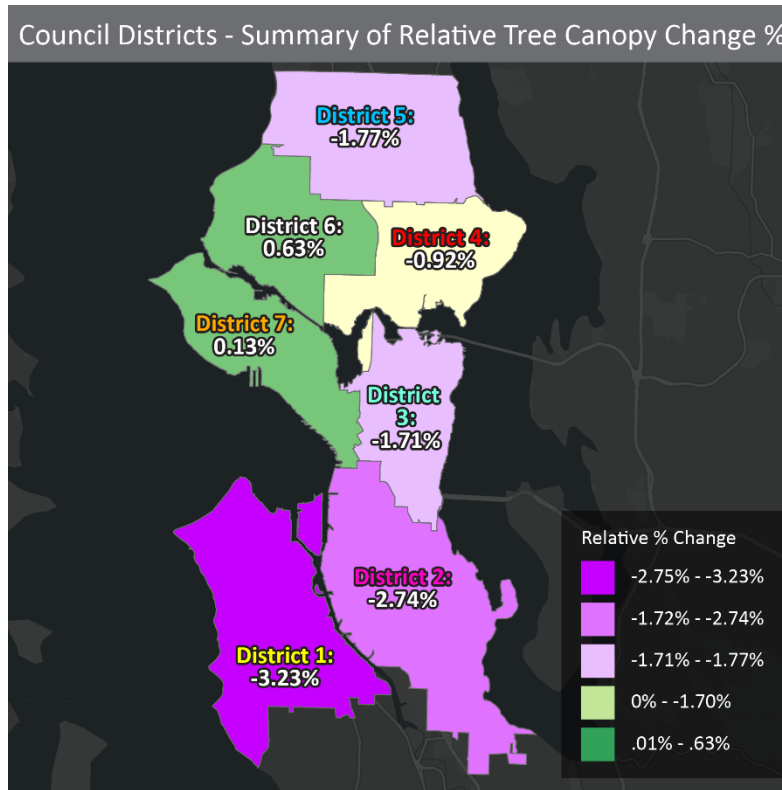 Council Districts - Summary of Relative Tree Canopy Change %
District 5:
-1.77%
District 6:
0.63%
District 4:
-0.92%
District 7:
0.13%
District
3:
-1.71%
District 2:
-2.74%
District 1:
-3.23%
Relative % Change
-2.75% - -3.23%
-1.72% - -2.74%
-1.71% - -1.77%
0% - -1.70%
.01% - .63%